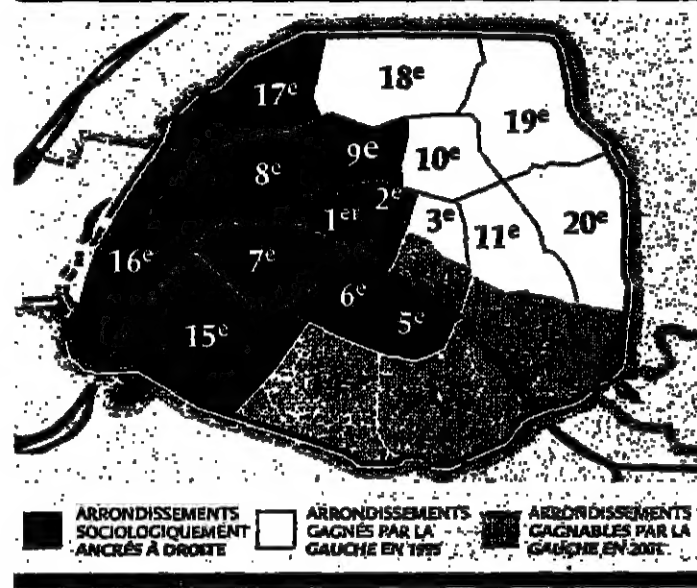 18e
17e
19e
10e
9e
8e
2e
3e
1er
11e
20e
16e
7e
6e
5e
15e
ARRONDISSEMENTS
SOCIOLOGIQUEMENT
ANCRÉS À DROITE
ARRONDISSEMENTS
GAGNÉS PAR LA
GAUCHE EN 1995
ARRONDISSEMENTS
GAGNABLES PAR LA
GAUCHE EN 2001